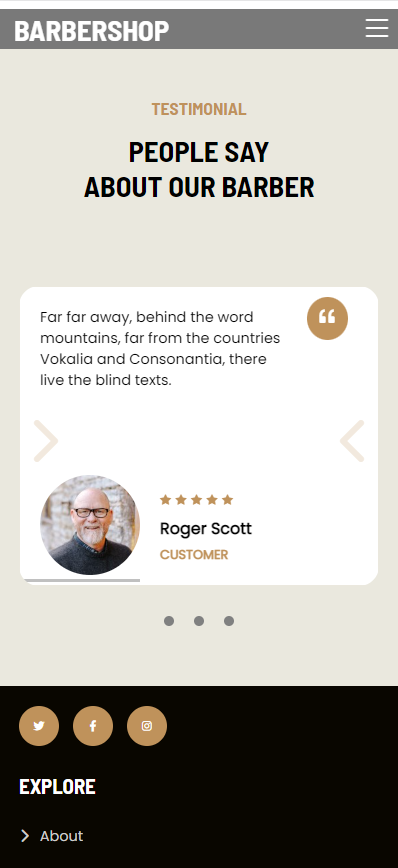 BARBERSHOP
TESTIMONIAL
PEOPLE SAY
ABOUT OUR BARBER
Far far away, behind the word
mountains, far from the countries
Vokalia and Consonantia, there
live the blind texts.
Roger Scott
CUSTOMER
EXPLORE
About